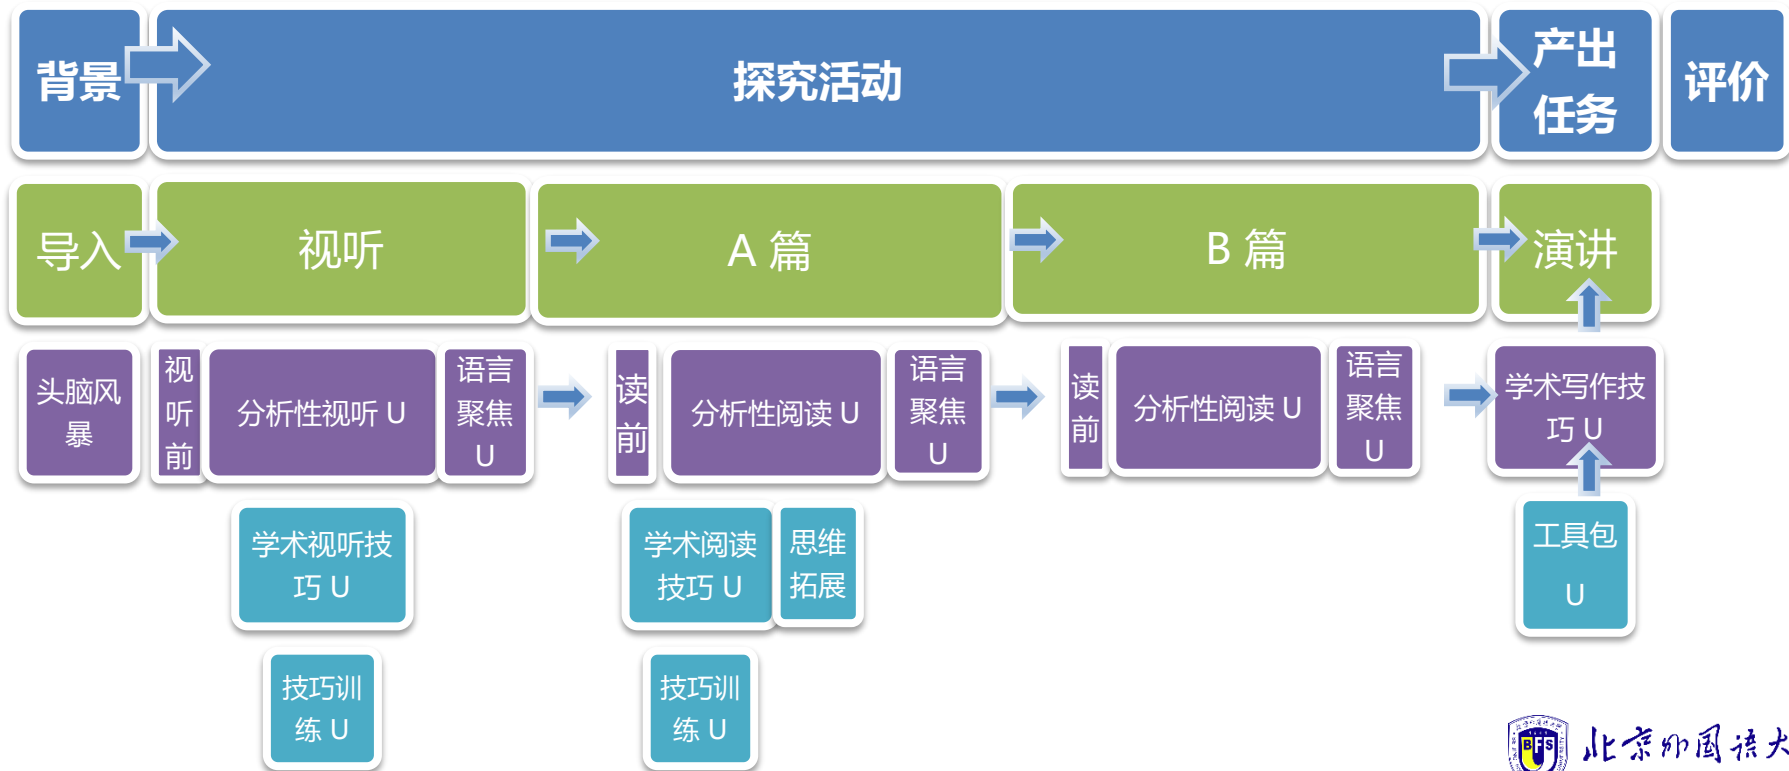 背景
探究活动
产出
任务
评价
导入
视听
A 篇
B 篇
演讲
头脑风
暴
视
听
前
分析性视听 U
语言
聚焦
U
读
前
分析性阅读 U
语言
聚焦
U
读
前
分析性阅读 U
语言
聚焦
U
学术写作技
巧 U
学术视听技
巧 U
学术阅读
技巧 U
思维
拓展
工具包
U
技巧训
练 U
技巧训
练 U
BFS
北京外国语大